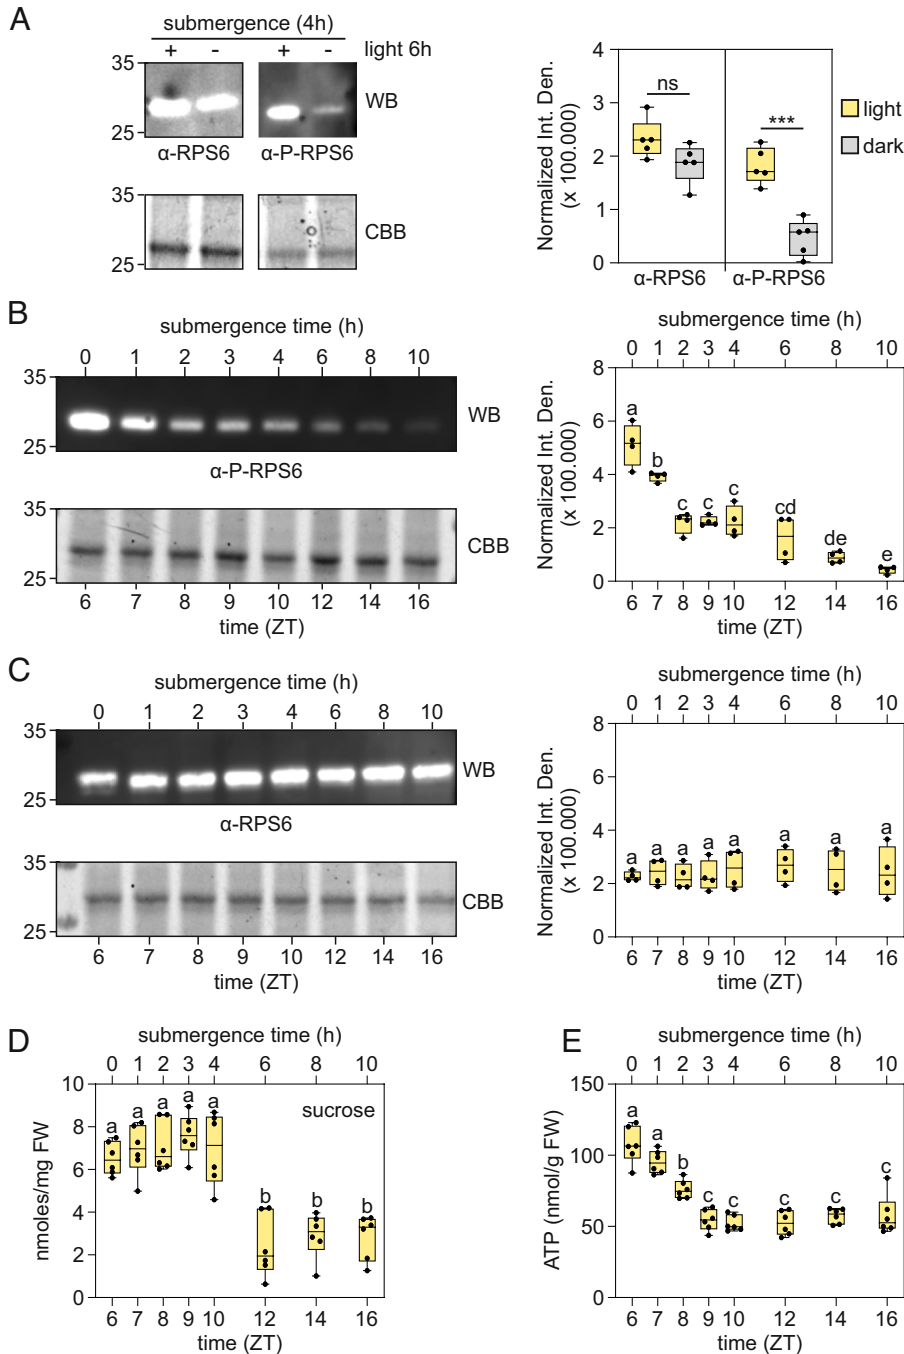 A
submergence (4h)
+ - + - light 6h
35
25
WB
α-RPS6 α-P-RPS6
CBB
25
Normalized Int. Den.
(x 100.000)
4
3
2
1
0
ns
***
light
dark
α-RPS6 α-P-RPS6
B
submergence time (h)
0 1 2 3 4 6 8 10
35
25
WB
α-P-RPS6
35
25
CBB
6 7 8 9 10 12 14 16
time (ZT)
submergence time (h)
0 1 2 3 4 6 8 10
Normalized Int. Den.
(x 100.000)
8
6
4
2
0
a b c c c cd de e
6 7 8 9 10 12 14 16
time (ZT)
C
submergence time (h)
0 1 2 3 4 6 8 10
35
25
WB
α-RPS6
35
25
CBB
6 7 8 9 10 12 14 16
time (ZT)
submergence time (h)
0 1 2 3 4 6 8 10
Normalized Int. Den.
(x 100.000)
8
6
4
2
0
a a a a a a a a
6 7 8 9 10 12 14 16
time (ZT)
D
submergence time (h)
0 1 2 3 4 6 8 10
nmoles/mg FW
10
8
6
4
2
0
sucrose
a a a a a b b b
6 7 8 9 10 12 14 16
time (ZT)
E
submergence time (h)
0 1 2 3 4 6 8 10
ATP (nmol/g FW)
150
100
50
0
a a b c c c c c
6 7 8 9 10 12 14 16
time (ZT)